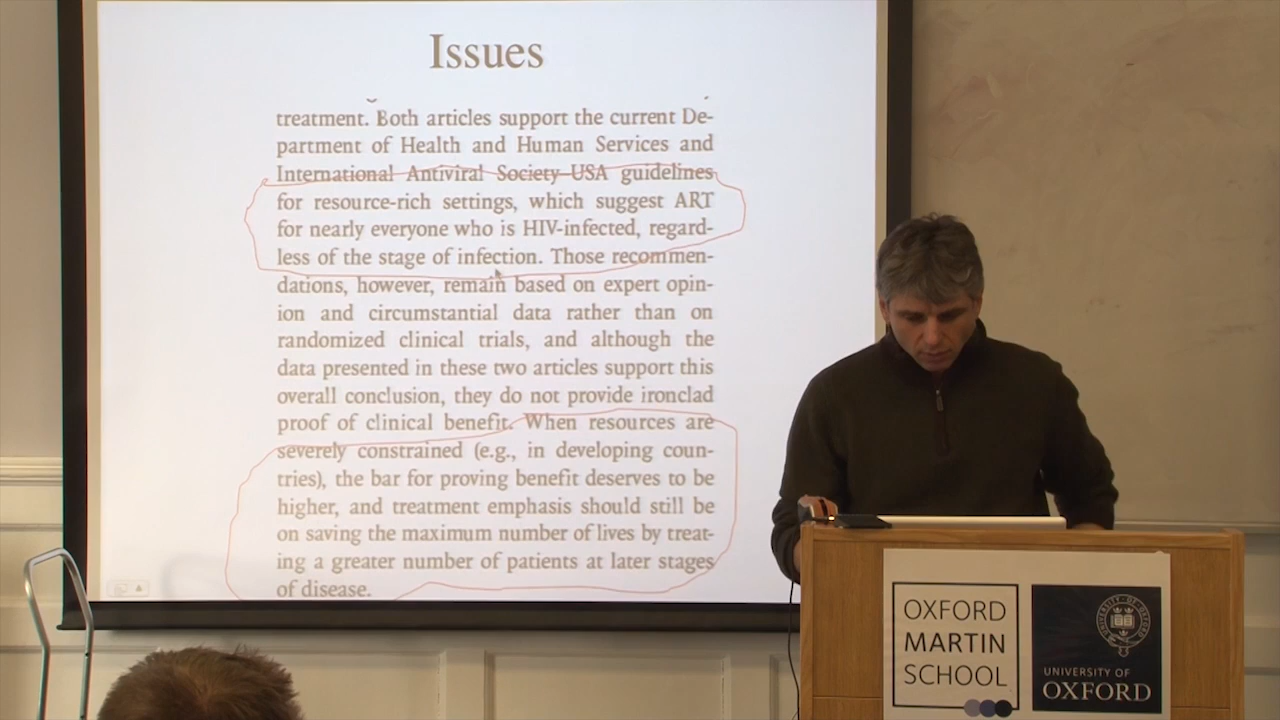 Issues
treatment. Both articles support the current De-
partment of Health and Human Services and
International Antiviral Society–USA guidelines
for resource-rich settings, which suggest ART
for nearly everyone who is HIV-infected, regard-
less of the stage of infection. Those recommen-
dations, however, remain based on expert opin-
ion and circumstantial data rather than on
randomized clinical trials, and although the
data presented in these two articles support this
overall conclusion, they do not provide ironclad
proof of clinical benefit. When resources are
severely constrained (e.g., in developing coun-
tries), the bar for proving benefit deserves to be
higher, and treatment emphasis should still be
on saving the maximum number of lives by treat-
ing a greater number of patients at later stages
of disease.
OXFORD
MARTIN
SCHOOL
UNIVERSITY OF
OXFORD